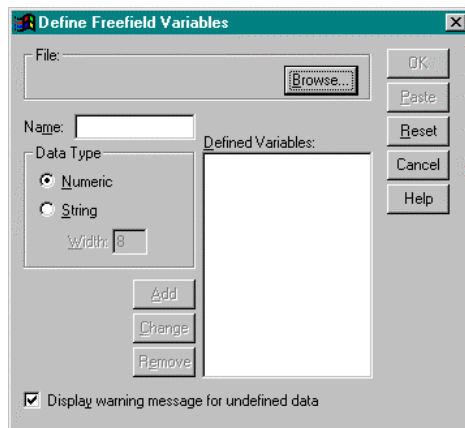 Define Freefield Variables
File:
Browse...
OK
Paste
Reset
Cancel
Help
Name:
Data Type
Numeric
String
Width: 8
Defined Variables:
Add
Change
Remove
Display warning message for undefined data